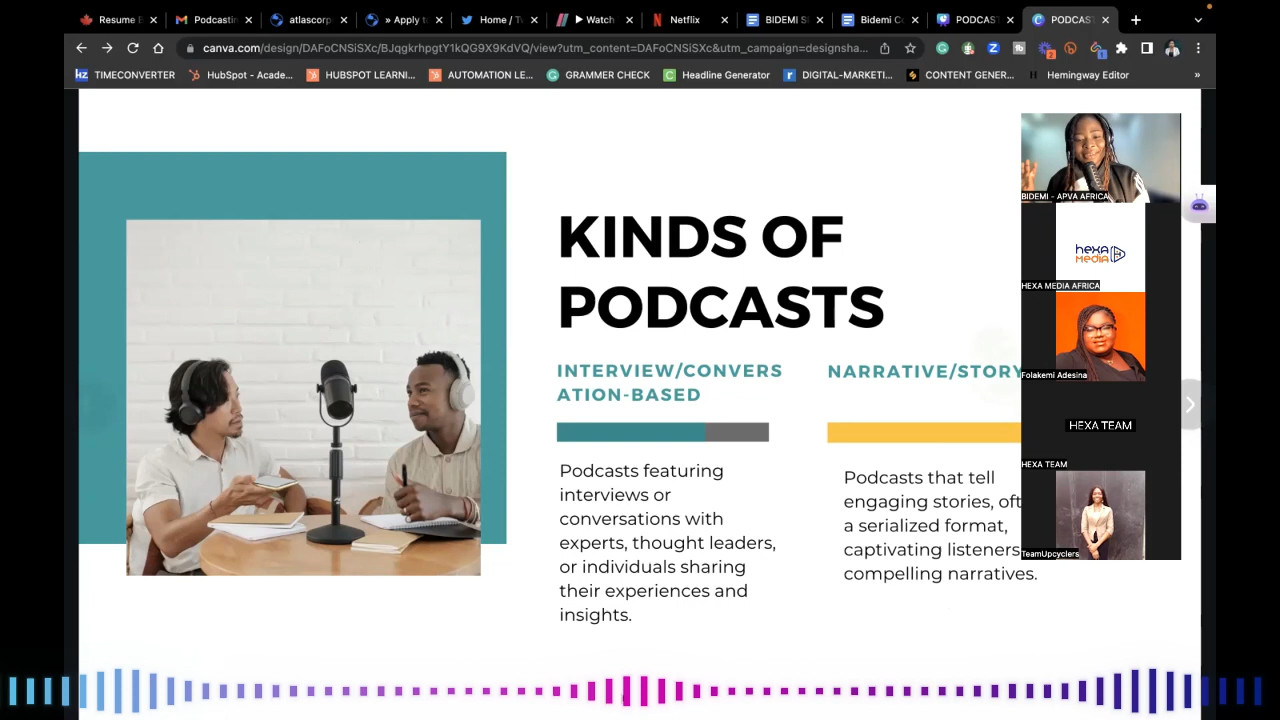 Resume B
Gmail Podcastin
atlascorp
» Apply to
Home / Tw
Watch
Netflix
BIDEMI S
Bidemi C
PODCAS
PODCAS
canva.com/design/DAFoCNSiSXc/BJqgkrhpgtY1kQG9X9KdVQ/view?utm_content=DAFoCNSiSXc&utm_campaign=designsha...
TIMECONVERTER
HubSpot - Acade...
HUBSPOT LEARNI...
AUTOMATION LE...
GRAMMER CHECK
Headline Generator
DIGITAL-MARKETI...
CONTENT GENER...
Hemingway Editor
KINDS OF
PODCASTS
INTERVIEW/CONVERS
ATION-BASED
Podcasts featuring
interviews or
conversations with
experts, thought leaders,
or individuals sharing
their experiences and
insights.
NARRATIVE/STORY
Podcasts that tell
engaging stories, oft
a serialized format,
captivating listeners
compelling narratives.
BIDEMI - APVA AFRICA
hexa
MEDIA
HEXA MEDIA AFRICA
Folakemi Adesina
HEXA TEAM
HEXA TEAM
TeamUpcyclers